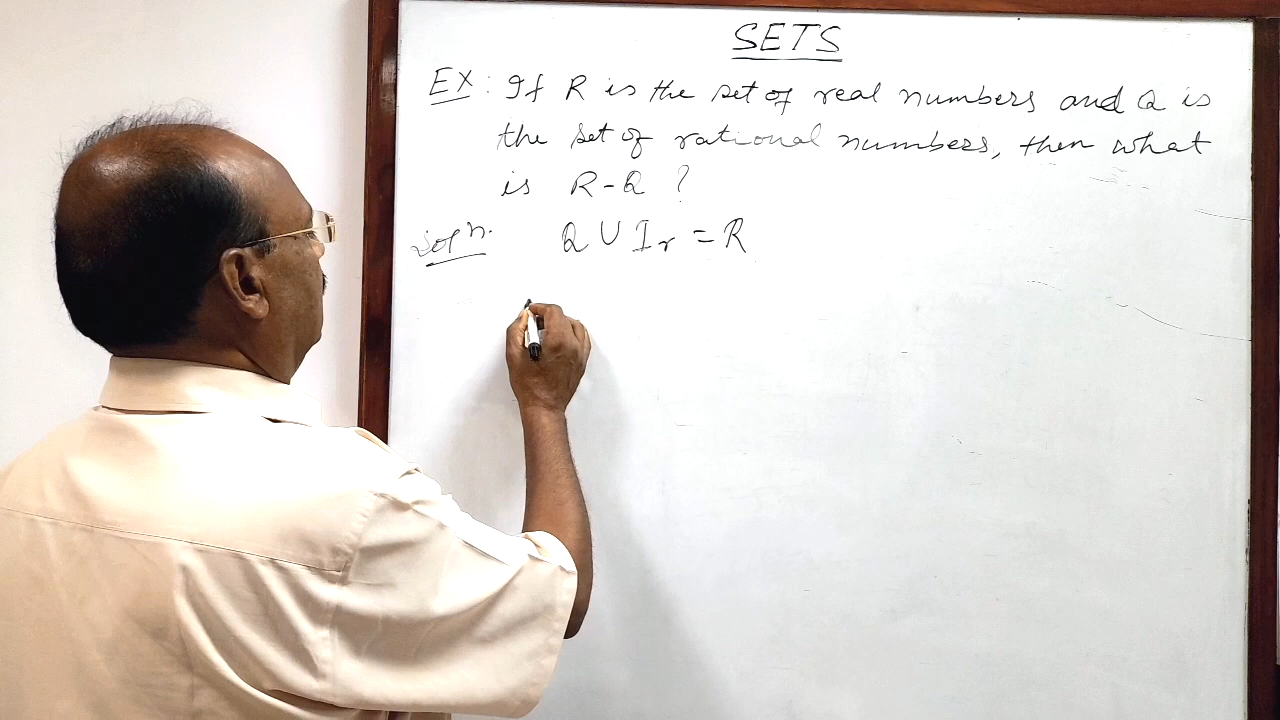 SETS
EX: If R is the set of real numbers and Q is
the set of rational numbers, then what
is R-Q ?
Solⁿ. Q ∪ Iᵣ = R